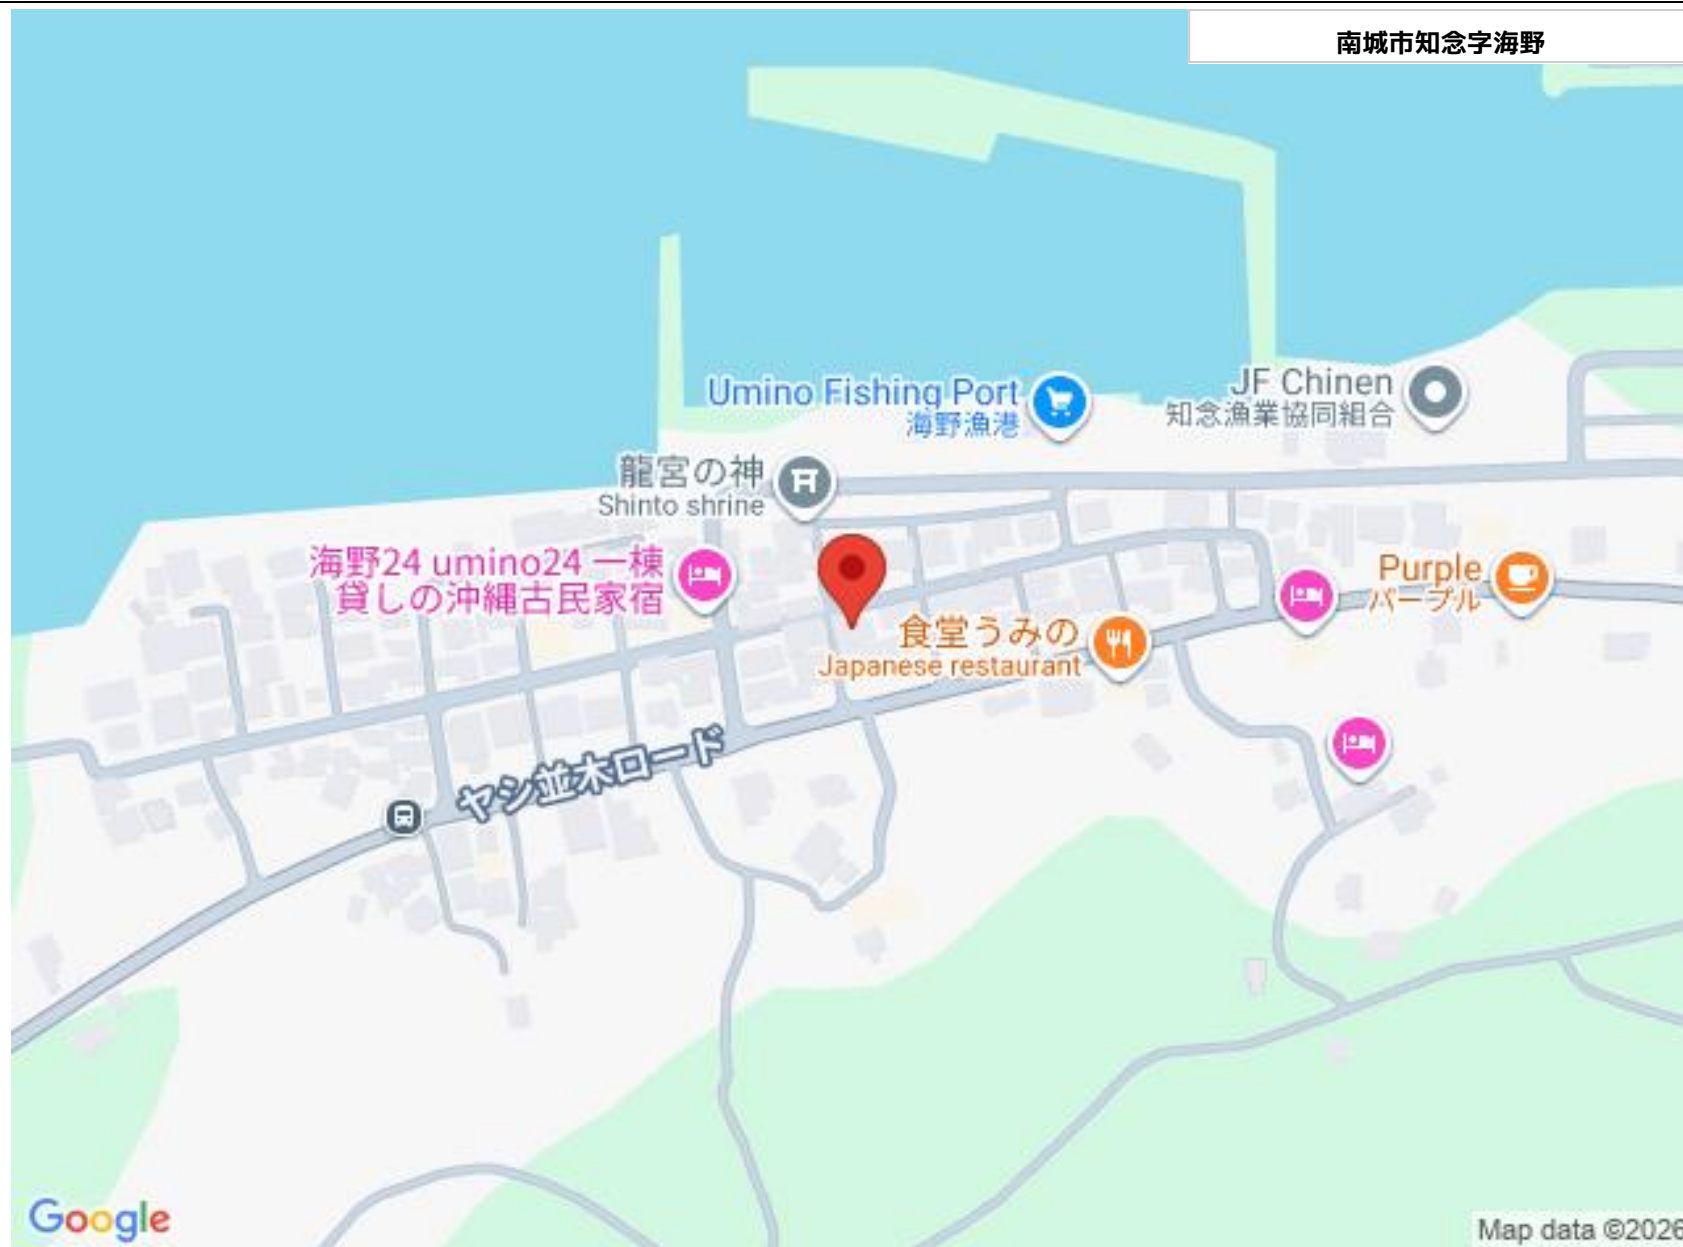 南城市知念字海野
Umino Fishing Port
海野漁港
JF Chinen
知念漁業協同組合
龍宮の神
Shinto shrine
海野24 umino24 一棟
貸しの沖縄古民家宿
Purple
パープル
食堂うみの
Japanese restaurant
ヤシ並木ロード
Google
Map data ©2026